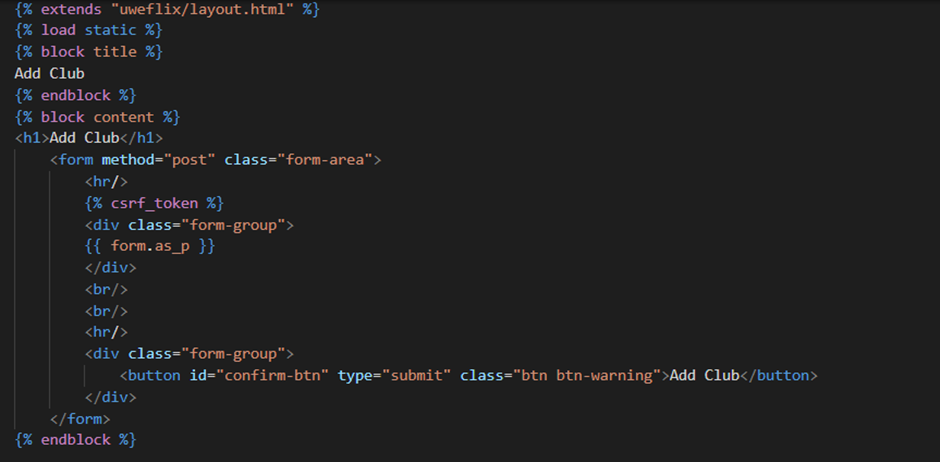 {% extends "uweflix/layout.html" %}
{% load static %}
{% block title %}
Add Club
{% endblock %}
{% block content %}
<h1>Add Club</h1>
    <form method="post" class="form-area">
        <hr/>
        {% csrf_token %}
        <div class="form-group">
        {{ form.as_p }}
        </div>
        <br/>
        <br/>
        <hr/>
        <div class="form-group">
            <button id="confirm-btn" type="submit" class="btn btn-warning">Add Club</button>
        </div>
    </form>
{% endblock %}